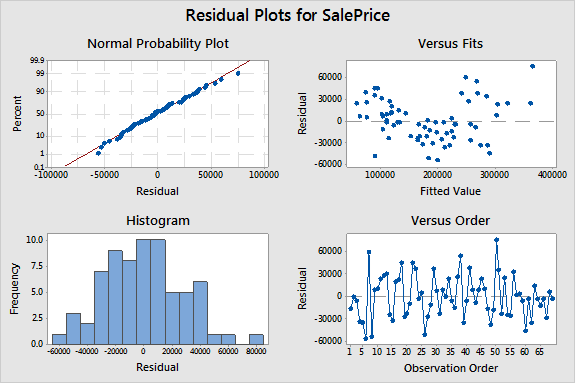 Residual Plots for SalePrice
Normal Probability Plot
Versus Fits
99.9
99
90
50
10
1
0.1
Percent
-100000 -50000 0 50000 100000
Residual
60000
30000
0
-30000
-60000
Residual
100000 200000 300000 400000
Fitted Value
Histogram
Versus Order
10.0
7.5
5.0
2.5
0.0
Frequency
-60000 -40000 -20000 0 20000 40000 60000 80000
Residual
60000
30000
0
-30000
-60000
Residual
1 5 10 15 20 25 30 35 40 45 50 55 60 65
Observation Order